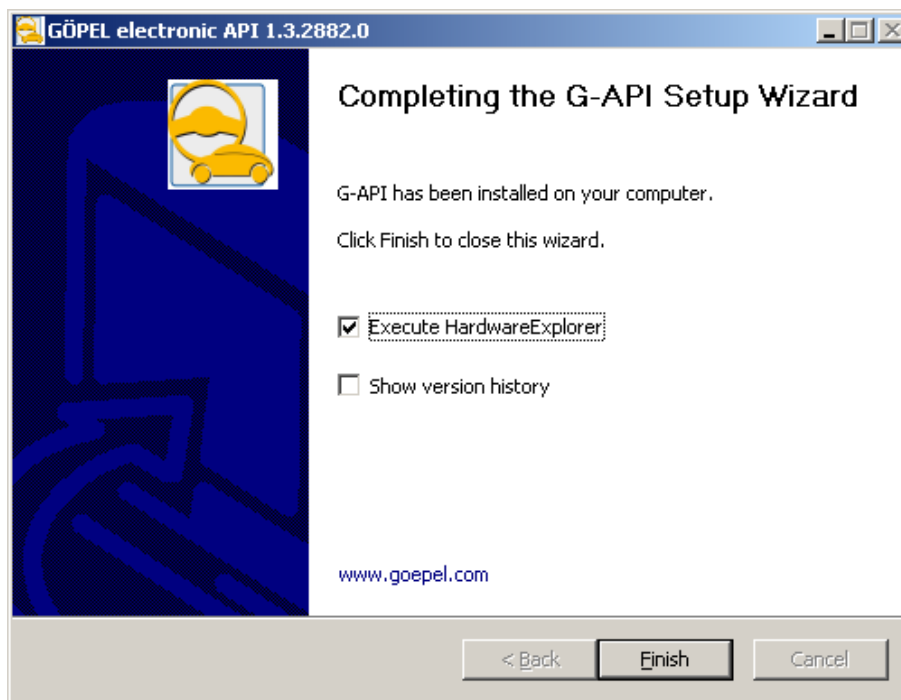 GÖPEL electronic API 1.3.2882.0
Completing the G-API Setup Wizard
G-API has been installed on your computer.
Click Finish to close this wizard.
Execute HardwareExplorer
Show version history
www.goepel.com
< Back
Finish
Cancel